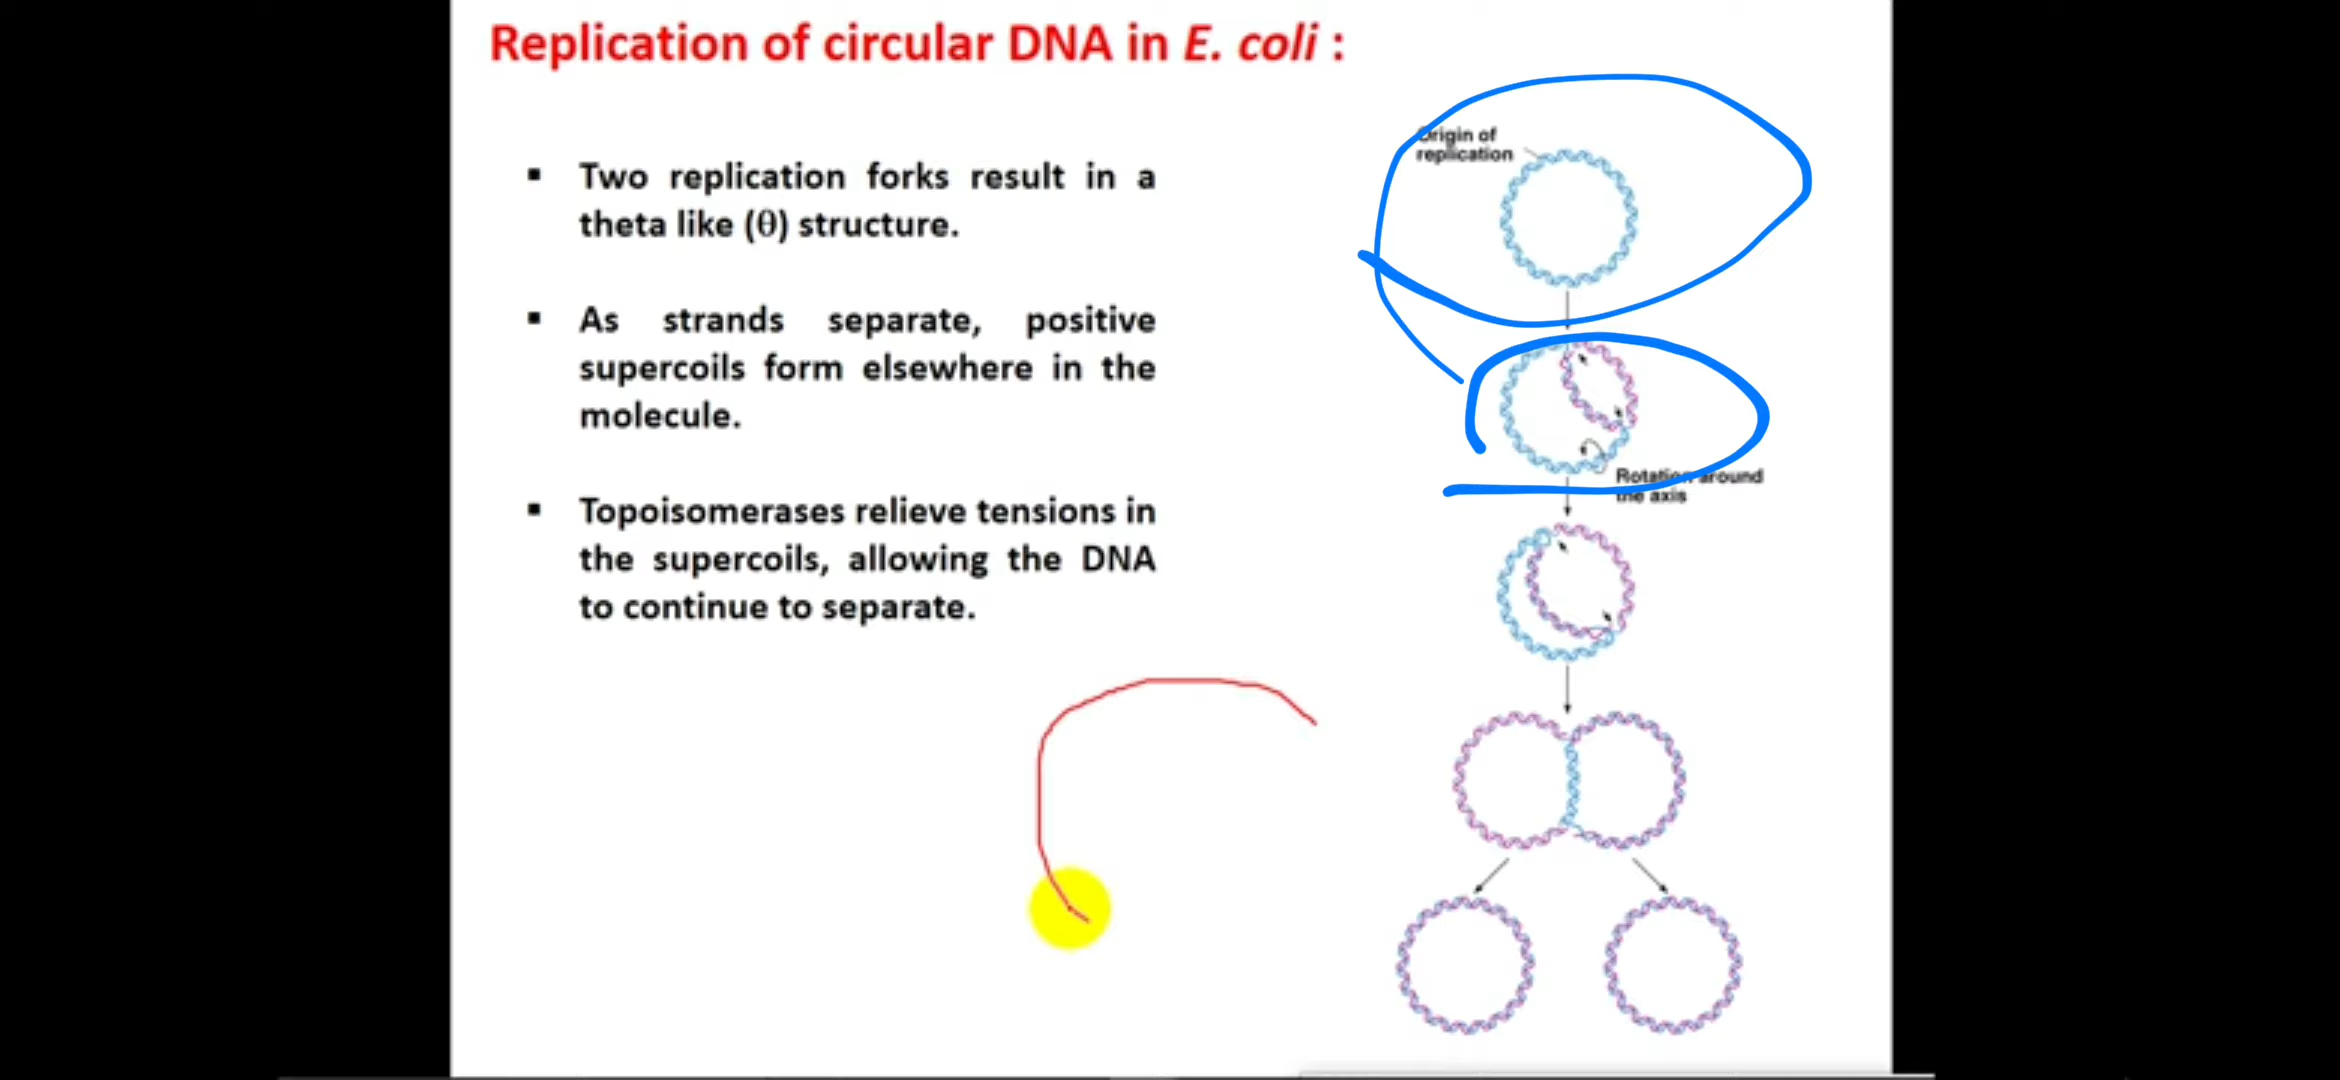 Replication of circular DNA in E. coli :
▪ Two replication forks result in a
theta like (θ) structure.
▪ As strands separate, positive
supercoils form elsewhere in the
molecule.
▪ Topoisomerases relieve tensions in
the supercoils, allowing the DNA
to continue to separate.
Origin of
replication
Rotation around
the axis